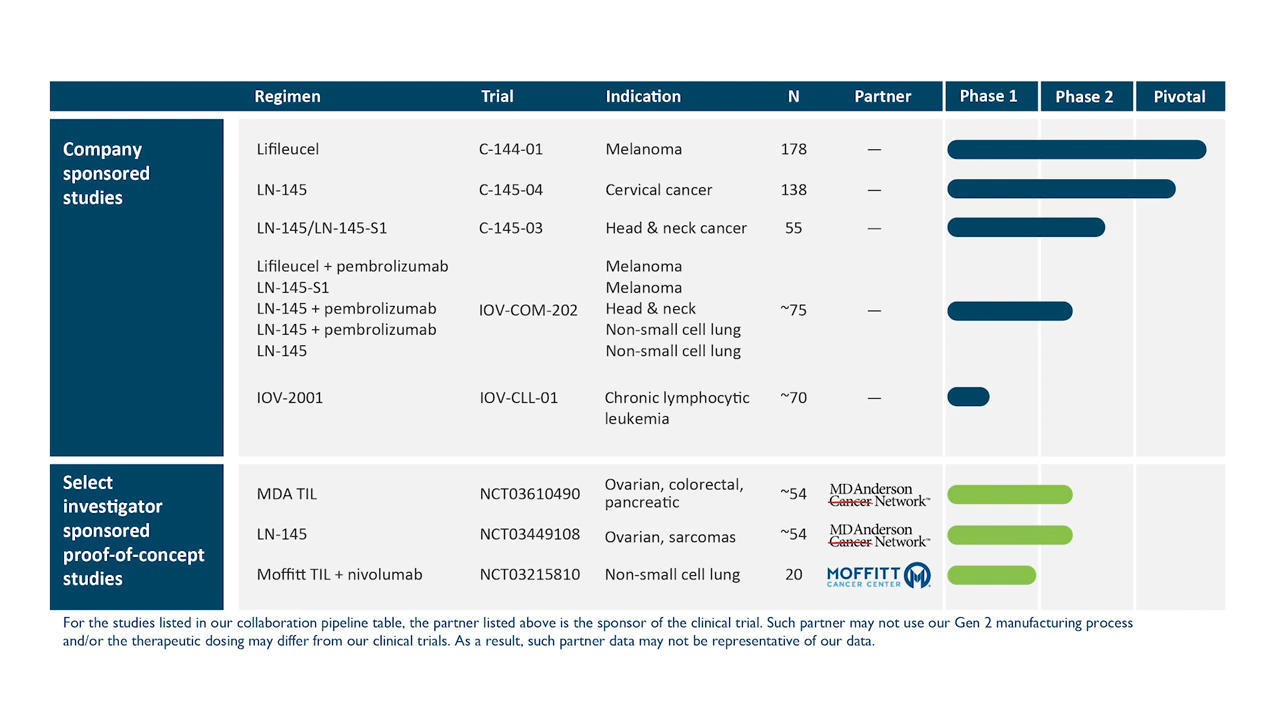 Regimen Trial Indication N Partner Phase 1 Phase 2 Pivotal
Company
sponsored
studies
Lifileucel C-144-01 Melanoma 178 —
LN-145 C-145-04 Cervical cancer 138 —
LN-145/LN-145-S1 C-145-03 Head & neck cancer 55 —
Lifileucel + pembrolizumab Melanoma
LN-145-S1 Melanoma
LN-145 + pembrolizumab IOV-COM-202 Head & neck ~75 —
LN-145 + pembrolizumab Non-small cell lung
LN-145 Non-small cell lung
IOV-2001 IOV-CLL-01 Chronic lymphocytic ~70 —
leukemia
Select
investigator
sponsored
proof-of-concept
studies
MDA TIL NCT03610490 Ovarian, colorectal, ~54 MD Anderson
pancreatic Cancer Network™
LN-145 NCT03449108 Ovarian, sarcomas ~54 MD Anderson
Cancer Network™
Moffitt TIL + nivolumab NCT03215810 Non-small cell lung 20 MOFFITT M
CANCER CENTER
For the studies listed in our collaboration pipeline table, the partner listed above is the sponsor of the clinical trial. Such partner may not use our Gen 2 manufacturing process
and/or the therapeutic dosing may differ from our clinical trials. As a result, such partner data may not be representative of our data.